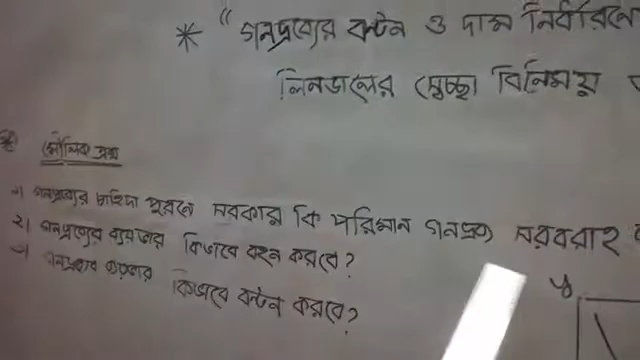 * "গনদ্রব্যের বন্টন ও দাম নির্ধারনে
লিনডালের স্বেচ্ছা বিনিময়
মৌলিক প্রশ্ন
১। গনদ্রব্যের চাহিদা পূরনে সরকার কি পরিমান গনদ্রব্য সরবরাহ
২। গনদ্রব্যের ব্যয়ভার কিভাবে বহন করবে?
৩। গনদ্রব্যের কিভাবে বন্টন করবে?
y